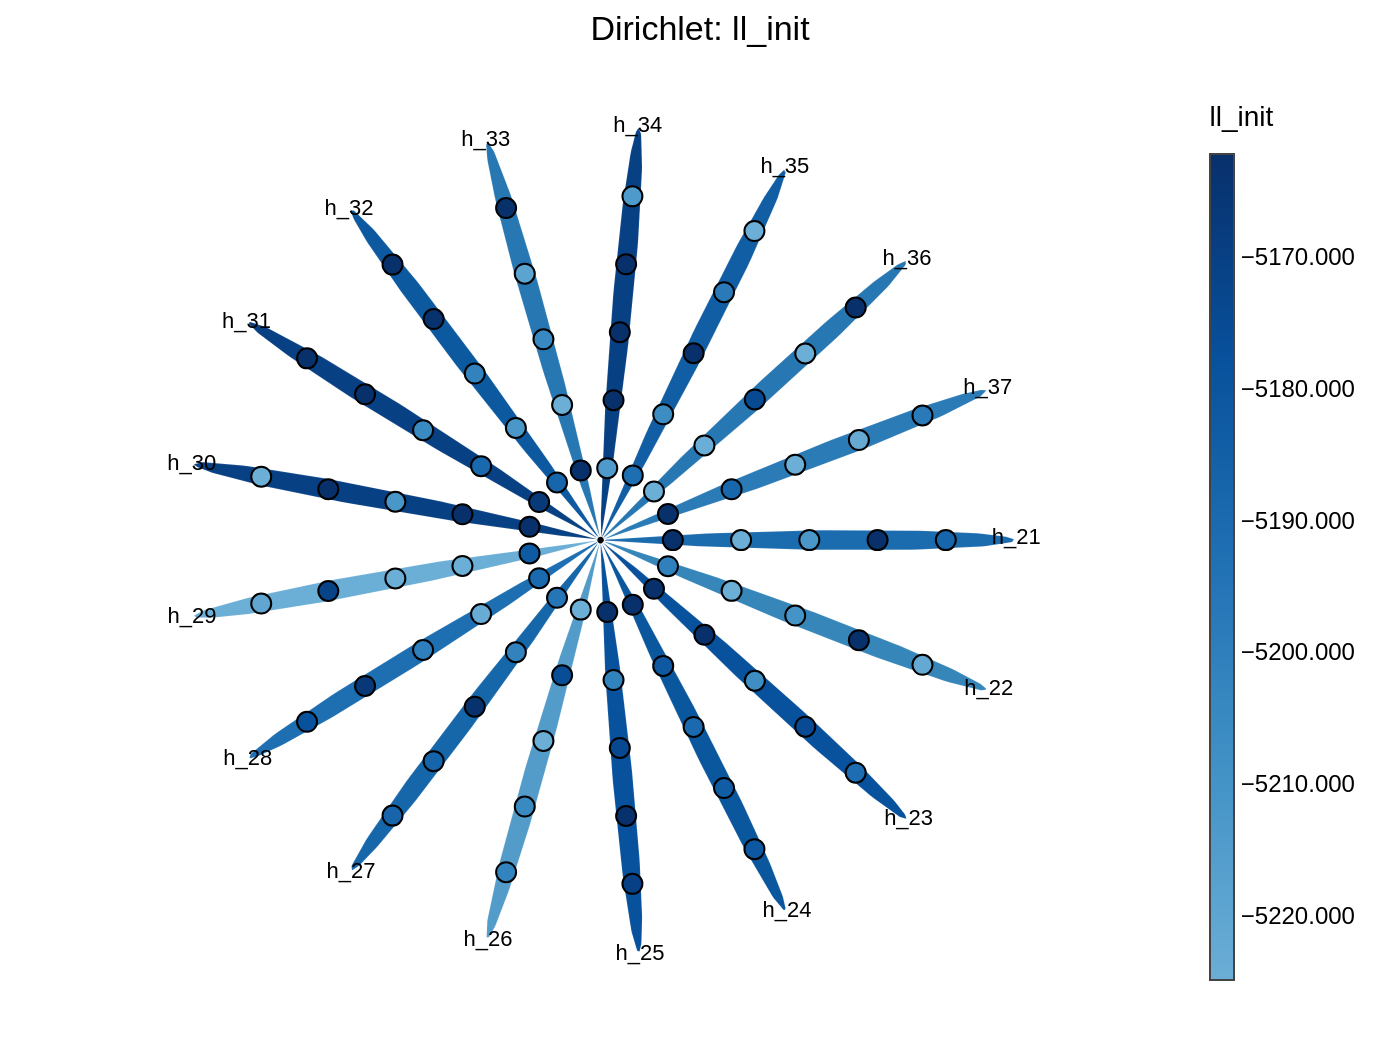 Dirichlet: ll_init
ll_init
h_34
h_33
h_35
h_32
h_36
−5170.000
h_31
h_37
−5180.000
h_30
−5190.000
h_21
h_29
−5200.000
h_22
h_28
−5210.000
h_23
h_27
h_24
−5220.000
h_26
h_25